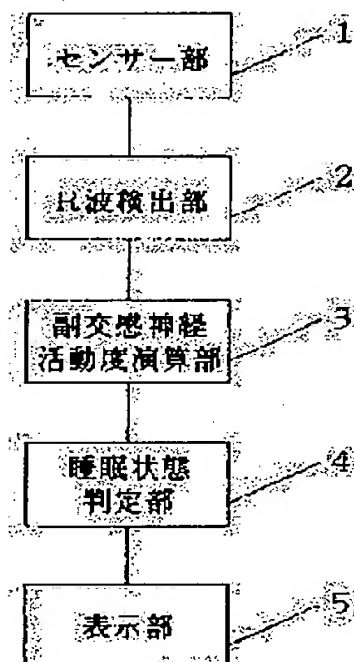 センサー部
1
R波検出部
2
副交感神経
活動度演算部
3
睡眠状態
判定部
4
表示部
5